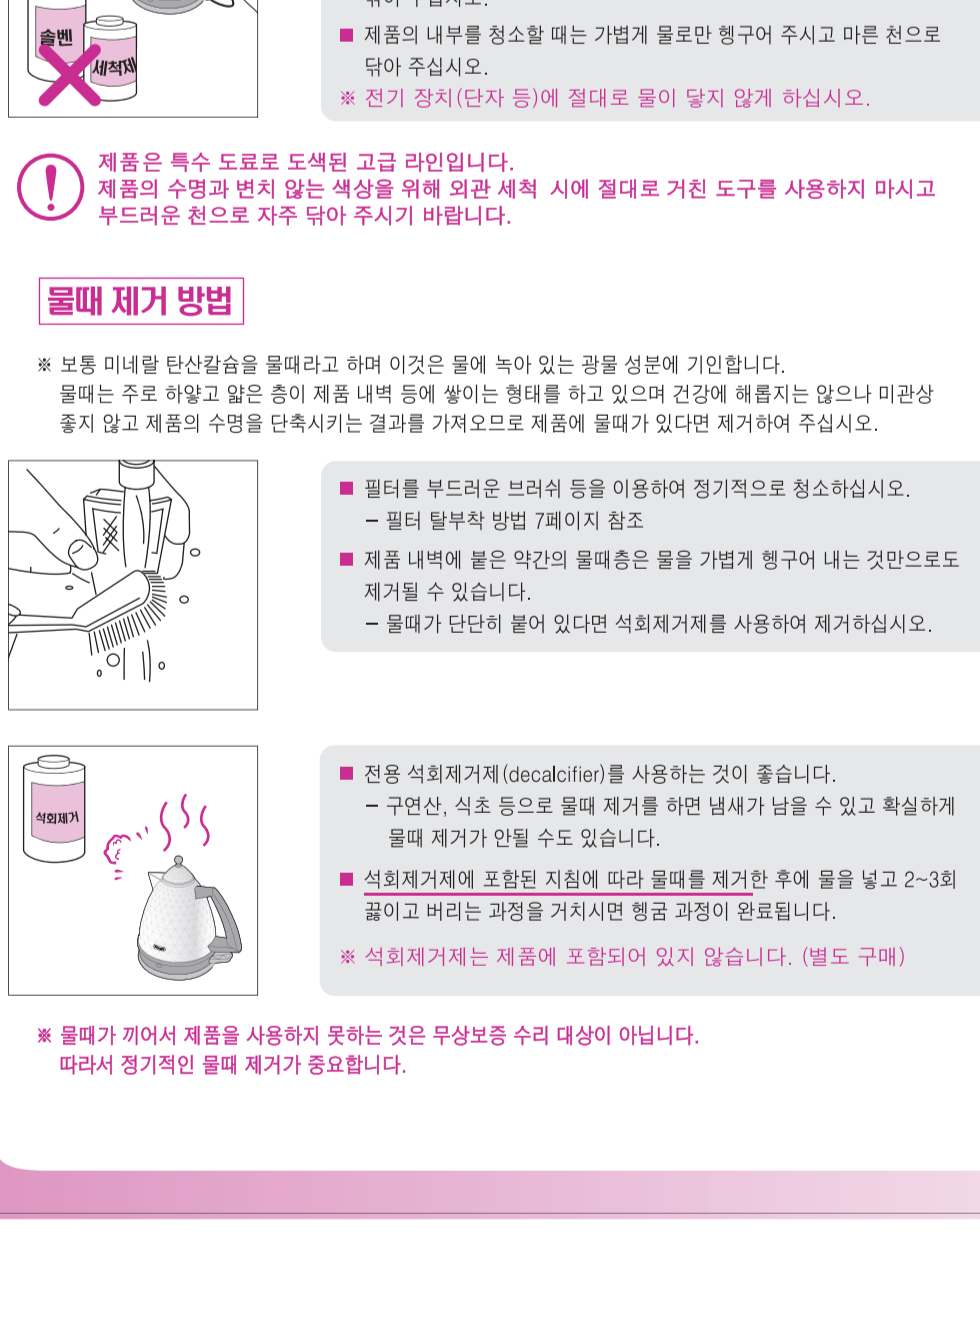 닦아 주십시오.
솔벤
세척제
■ 제품의 내부를 청소할 때는 가볍게 물로만 헹구어 주시고 마른 천으로
닦아 주십시오.
※ 전기 장치(단자 등)에 절대로 물이 닿지 않게 하십시오.
제품은 특수 도료로 도색된 고급 라인입니다.
제품의 수명과 변치 않는 색상을 위해 외관 세척 시에 절대로 거친 도구를 사용하지 마시고
부드러운 천으로 자주 닦아 주시기 바랍니다.
물때 제거 방법
※ 보통 미네랄 탄산칼슘을 물때라고 하며 이것은 물에 녹아 있는 광물 성분에 기인합니다.
물때는 주로 하얗고 얇은 층이 제품 내벽 등에 쌓이는 형태를 하고 있으며 건강에 해롭지는 않으나 미관상
좋지 않고 제품의 수명을 단축시키는 결과를 가져오므로 제품에 물때가 있다면 제거하여 주십시오.
■ 필터를 부드러운 브러쉬 등을 이용하여 정기적으로 청소하십시오.
– 필터 탈부착 방법 7페이지 참조
■ 제품 내벽에 붙은 약간의 물때층은 물을 가볍게 헹구어 내는 것만으로도
제거될 수 있습니다.
– 물때가 단단히 붙어 있다면 석회제거제를 사용하여 제거하십시오.
석회제거
■ 전용 석회제거제(decalcifier)를 사용하는 것이 좋습니다.
– 구연산, 식초 등으로 물때 제거를 하면 냄새가 남을 수 있고 확실하게
물때 제거가 안될 수도 있습니다.
■ 석회제거제에 포함된 지침에 따라 물때를 제거한 후에 물을 넣고 2~3회
끓이고 버리는 과정을 거치시면 헹굼 과정이 완료됩니다.
※ 석회제거제는 제품에 포함되어 있지 않습니다. (별도 구매)
※ 물때가 끼어서 제품을 사용하지 못하는 것은 무상보증 수리 대상이 아닙니다.
따라서 정기적인 물때 제거가 중요합니다.